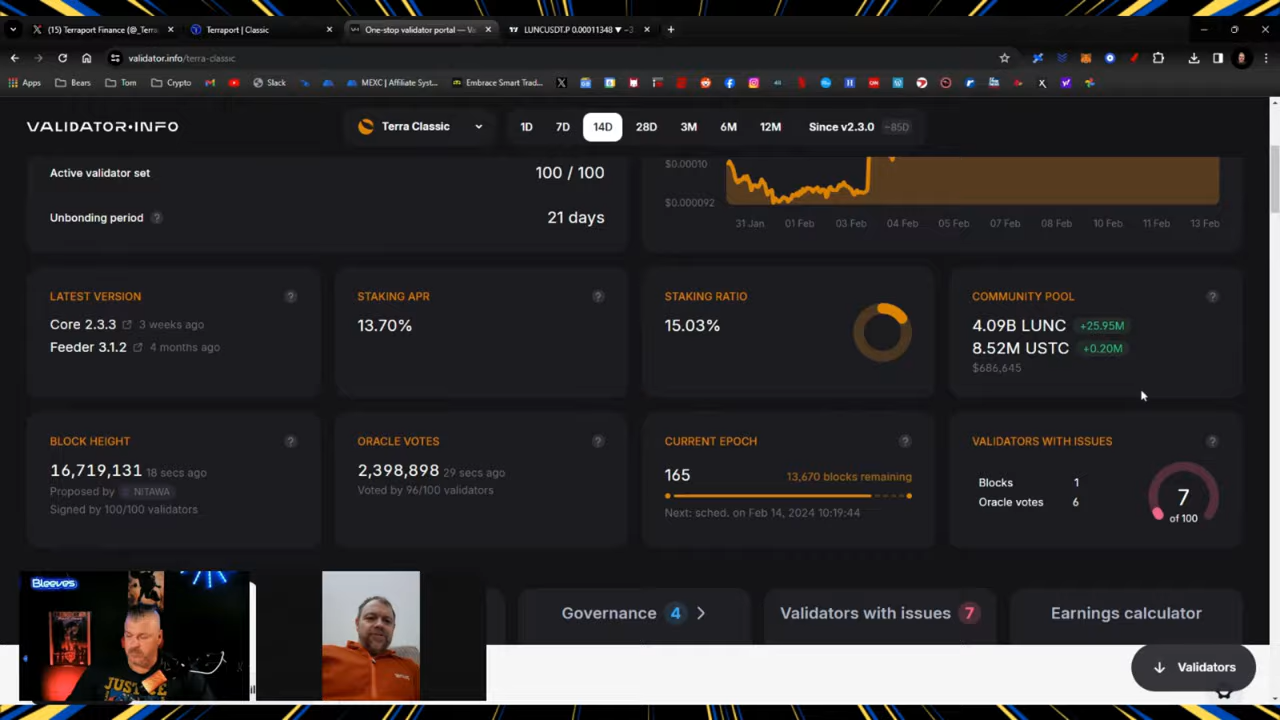 (15) Terraport Finance (@_Terra
Terraport | Classic
One-stop validator portal — Va
LUNCUSDT.P 0.00011348 ▼ −3
validator.info/terra-classic
Apps
Bears
Tom
Crypto
Slack
MEXC | Affiliate Syst...
Embrace Smart Trad...
VALIDATOR•INFO
Terra Classic
1D
7D
14D
28D
3M
6M
12M
Since v2.3.0 ~85D
Active validator set
100 / 100
Unbonding period ?
21 days
$0.00010
$0.000092
31 Jan
01 Feb
03 Feb
04 Feb
05 Feb
07 Feb
08 Feb
10 Feb
11 Feb
13 Feb
LATEST VERSION ?
Core 2.3.3 3 weeks ago
Feeder 3.1.2 4 months ago
STAKING APR ?
13.70%
STAKING RATIO
15.03%
COMMUNITY POOL ?
4.09B LUNC +25.95M
8.52M USTC +0.20M
$686,645
BLOCK HEIGHT ?
16,719,131 18 secs ago
Proposed by NITAWA
Signed by 100/100 validators
ORACLE VOTES ?
2,398,898 29 secs ago
Voted by 96/100 validators
CURRENT EPOCH ?
165 13,670 blocks remaining
Next: sched. on Feb 14, 2024 10:19:44
VALIDATORS WITH ISSUES ?
Blocks 1
Oracle votes 6
7
of 100
Governance 4
Validators with issues 7
Earnings calculator
Validators
Bleeves